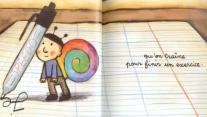 qu'on traîne
pour finir un exercice.